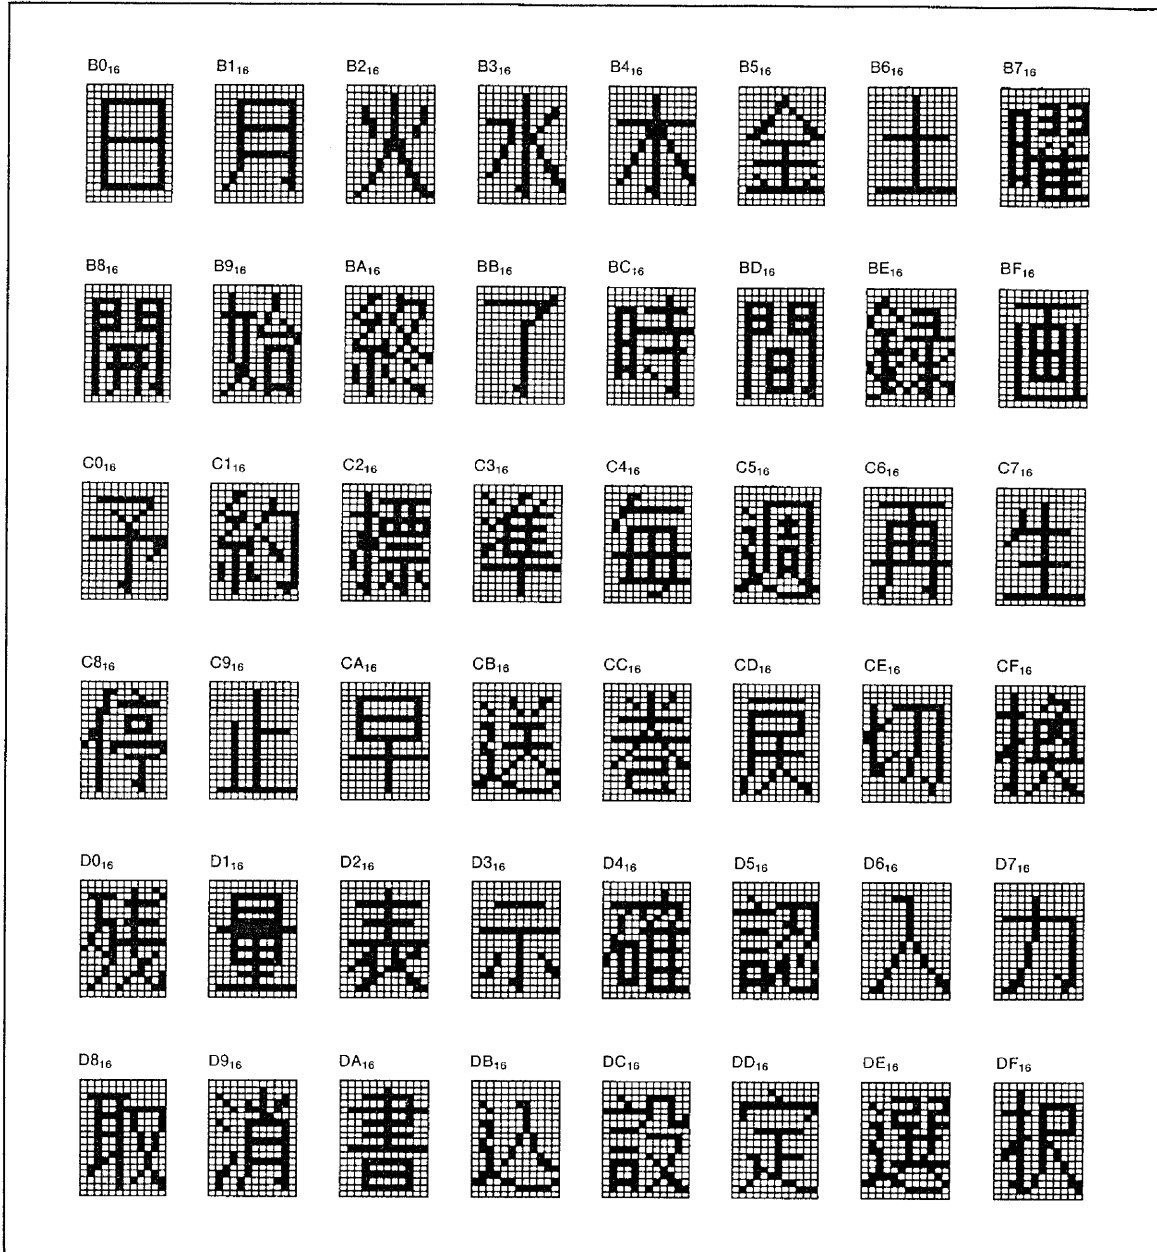 B0₁₆ B1₁₆ B2₁₆ B3₁₆ B4₁₆ B5₁₆ B6₁₆ B7₁₆
日 月 火 水 木 金 土 曜
B8₁₆ B9₁₆ BA₁₆ BB₁₆ BC₁₆ BD₁₆ BE₁₆ BF₁₆
開 始 終 了 時 間 録 画
C0₁₆ C1₁₆ C2₁₆ C3₁₆ C4₁₆ C5₁₆ C6₁₆ C7₁₆
予 約 標 準 毎 週 再 生
C8₁₆ C9₁₆ CA₁₆ CB₁₆ CC₁₆ CD₁₆ CE₁₆ CF₁₆
停 止 早 送 巻 戻 切 換
D0₁₆ D1₁₆ D2₁₆ D3₁₆ D4₁₆ D5₁₆ D6₁₆ D7₁₆
残 量 表 示 確 認 入 力
D8₁₆ D9₁₆ DA₁₆ DB₁₆ DC₁₆ DD₁₆ DE₁₆ DF₁₆
取 消 書 込 設 定 選 択